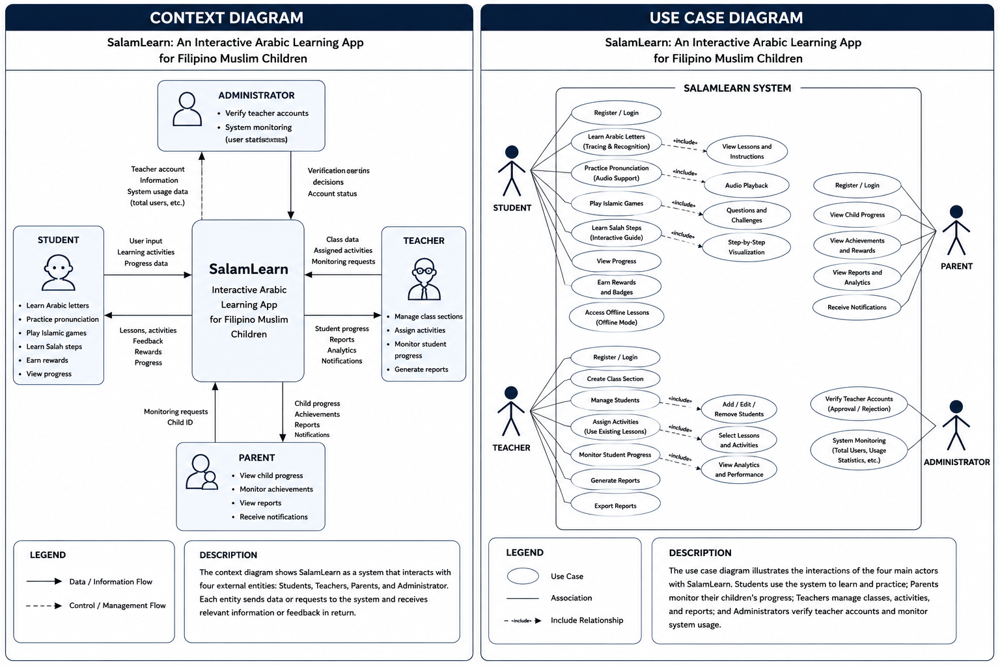 CONTEXT DIAGRAM
SalamLearn: An Interactive Arabic Learning App
for Filipino Muslim Children
ADMINISTRATOR
• Verify teacher accounts
• System monitoring
(user
Teacher account
Information
System usage data
(total users, etc.)
Verification
decisions
Account status
STUDENT
• Learn Arabic letters
• Practice pronunciation
• Play Islamic games
• Learn Salah steps
• Earn rewards
• View progress
User input
Learning activities
Progress data
Lessons, activities
Feedback
Rewards
Progress
SalamLearn
Interactive Arabic
Learning App
for Filipino Muslim
Children
Class data
Assigned activities
Monitoring requests
Student progress
Reports
Analytics
Notifications
TEACHER
• Manage class sections
• Assign activities
• Monitor student
progress
• Generate reports
Monitoring requests
Child ID
Child progress
Achievements
Reports
Notifications
PARENT
• View child progress
• Monitor achievements
• View reports
• Receive notifications
LEGEND
Data / Information Flow
Control / Management Flow
DESCRIPTION
The context diagram shows SalamLearn as a system that interacts with
four external entities: Students, Teachers, Parents, and Administrator.
Each entity sends data or requests to the system and receives
relevant information or feedback in return.
USE CASE DIAGRAM
SalamLearn: An Interactive Arabic Learning App
for Filipino Muslim Children
SALAMLEARN SYSTEM
STUDENT
Register / Login
Learn Arabic Letters
(Tracing & Recognition)
«include»
View Lessons and
Instructions
Practice Pronunciation
(Audio Support)
«include»
Audio Playback
Play Islamic Games
«include»
Questions and
Challenges
Learn Salah Steps
(Interactive Guide)
«include»
Step-by-Step
Visualization
View Progress
Earn Rewards
and Badges
Access Offline Lessons
(Offline Mode)
Register / Login
View Child Progress
View Achievements
and Rewards
View Reports and
Analytics
Receive Notifications
PARENT
TEACHER
Register / Login
Create Class Section
Manage Students
«include»
Add / Edit /
Remove Students
Assign Activities
(Use Existing Lessons)
«include»
Select Lessons
and Activities
Monitor Student Progress
«include»
View Analytics
and Performance
Generate Reports
Export Reports
Verify Teacher Accounts
(Approval / Rejection)
System Monitoring
(Total Users, Usage
Statistics, etc.)
ADMINISTRATOR
LEGEND
Use Case
Association
«include»
Include Relationship
DESCRIPTION
The use case diagram illustrates the interactions of the four main actors
with SalamLearn. Students use the system to learn and practice; Parents
monitor their children's progress; Teachers manage classes, activities,
and reports; and Administrators verify teacher accounts and monitor
system usage.